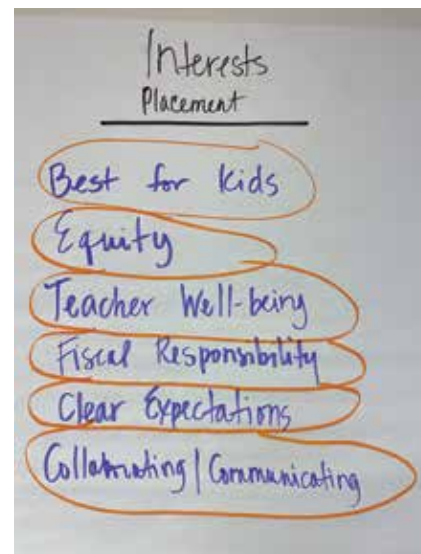 Interests
Placement
Best for kids
Equity
Teacher Well-being
Fiscal Responsibility
Clear Expectations
Collaborating | Communicating